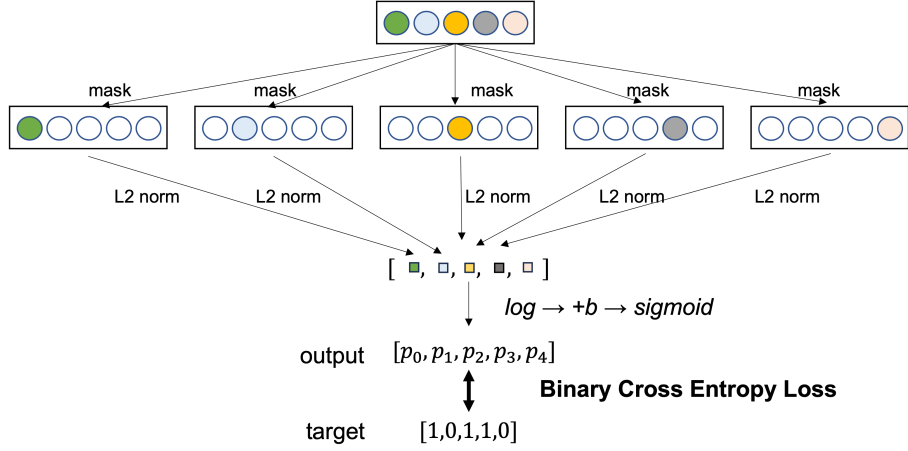 mask mask mask mask mask
L2 norm L2 norm L2 norm L2 norm L2 norm
[ , , , , ]
log → +b → sigmoid
output [p₀, p₁, p₂, p₃, p₄]
Binary Cross Entropy Loss
target [1,0,1,1,0]